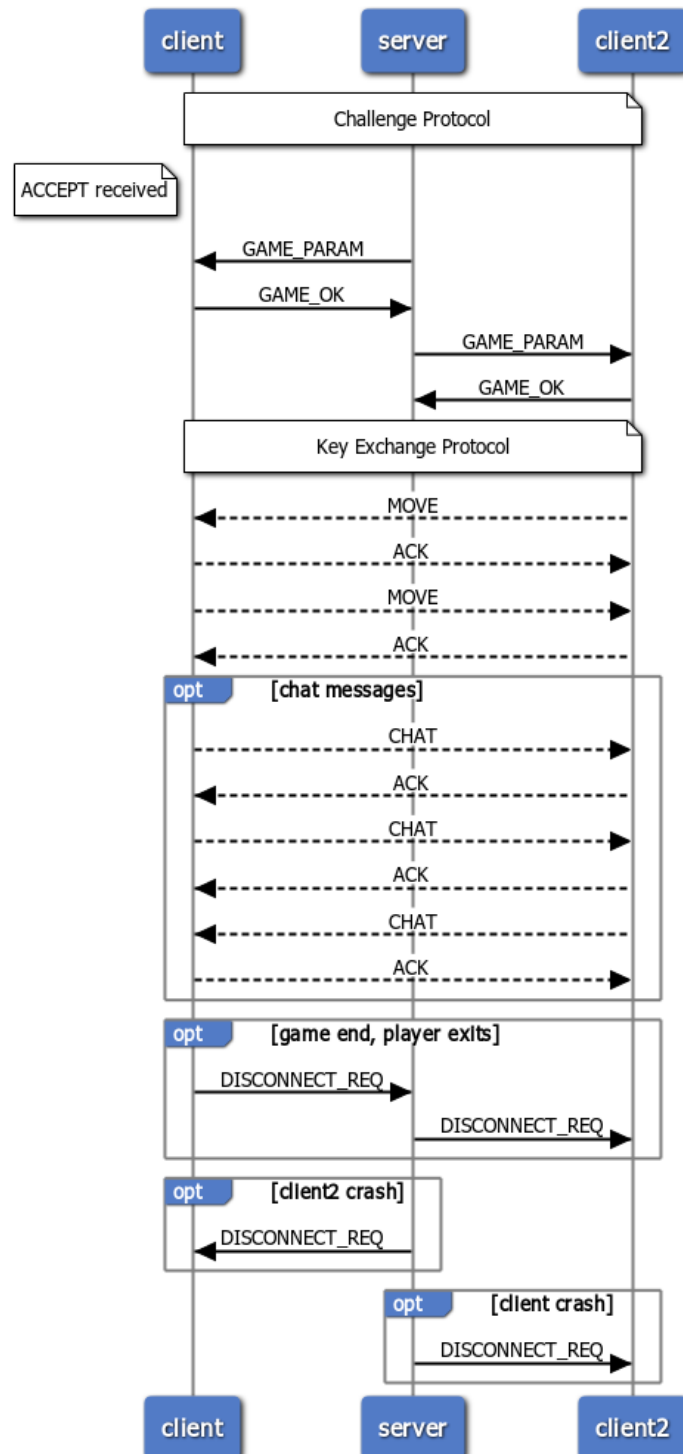 client
server
client2
Challenge Protocol
ACCEPT received
GAME_PARAM
GAME_OK
GAME_PARAM
GAME_OK
Key Exchange Protocol
MOVE
ACK
MOVE
ACK
opt [chat messages]
CHAT
ACK
CHAT
ACK
CHAT
ACK
opt [game end, player exits]
DISCONNECT_REQ
DISCONNECT_REQ
opt [client2 crash]
DISCONNECT_REQ
opt [client crash]
DISCONNECT_REQ
client
server
client2